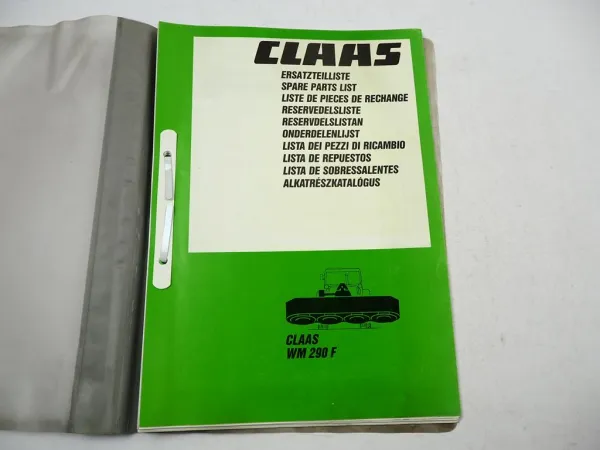 CLAAS
ERSATZTEILLISTE
SPARE PARTS LIST
LISTE DE PIECES DE RECHANGE
RESERVEDELSLISTE
RESERVDELSLISTAN
ONDERDELENLIJST
LISTA DEI PEZZI DI RICAMBIO
LISTA DE REPUESTOS
LISTA DE SOBRESSALENTES
ALKATRÉSZKATALÓGUS
CLAAS
WM 290 F